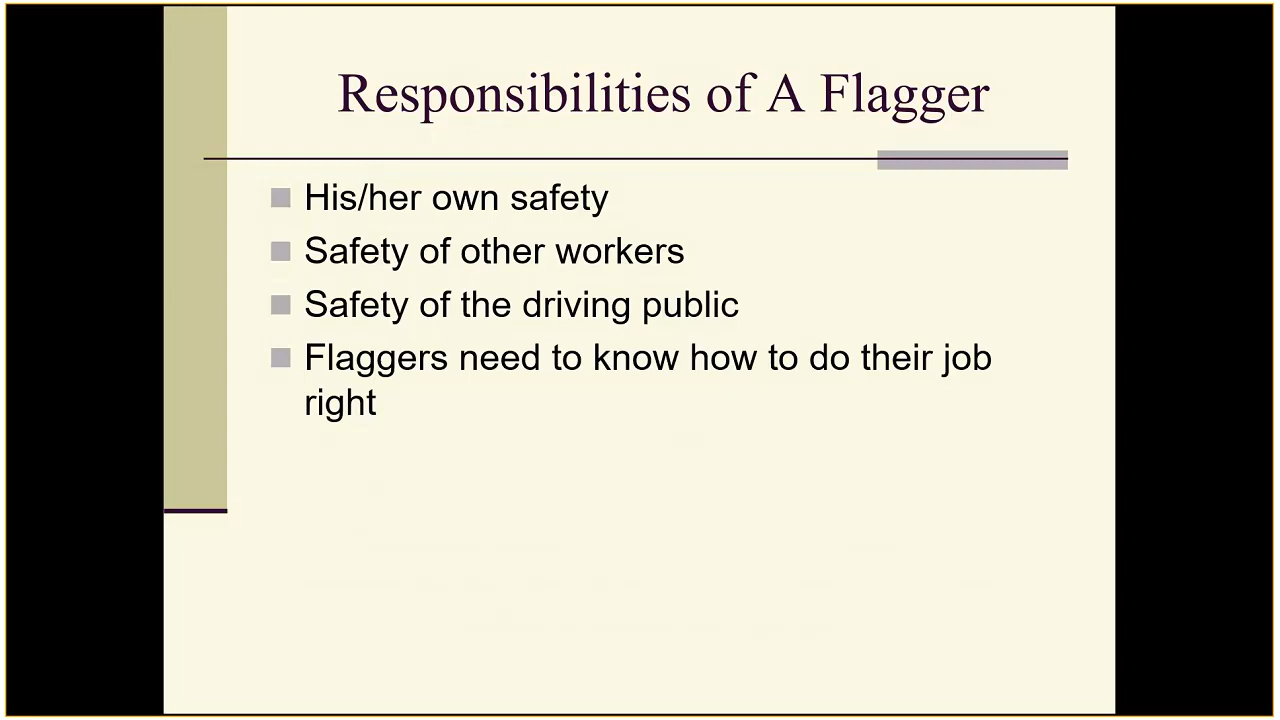 Responsibilities of A Flagger
His/her own safety
Safety of other workers
Safety of the driving public
Flaggers need to know how to do their job
right